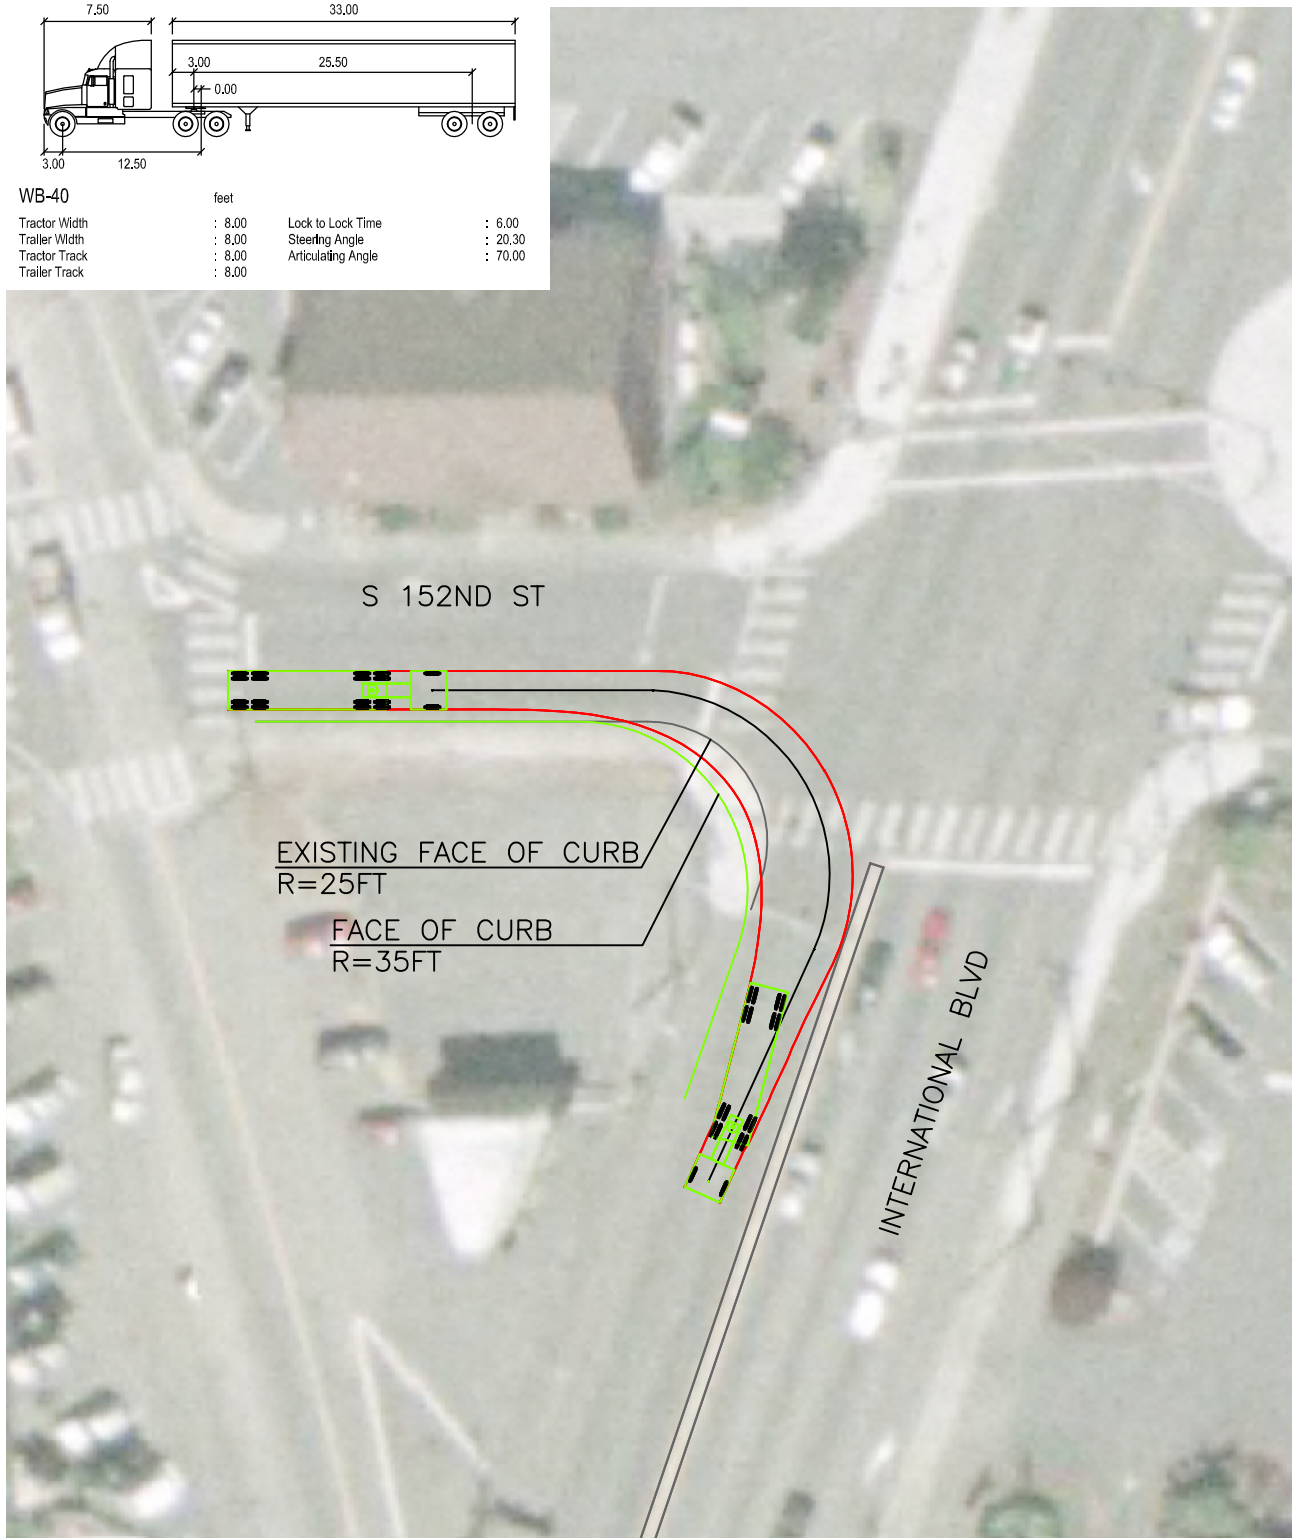 7.50 33.00
3.00 25.50
0.00
3.00 12.50
WB-40 feet
Tractor Width : 8.00 Lock to Lock Time : 6.00
Trailer Width : 8.00 Steering Angle : 20.30
Tractor Track : 8.00 Articulating Angle : 70.00
Trailer Track : 8.00
S 152ND ST
EXISTING FACE OF CURB
R=25FT
FACE OF CURB
R=35FT
INTERNATIONAL BLVD